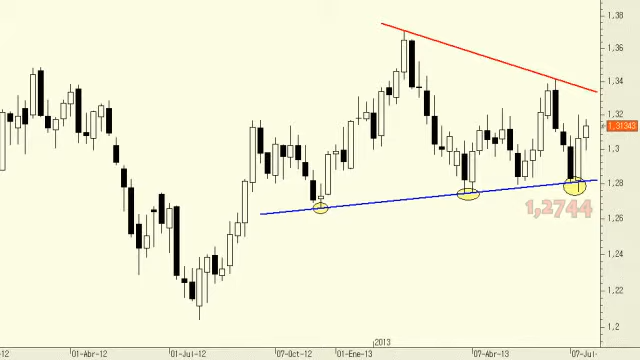 1,38
1,36
1,34
1,32
1,31343
1,3
1,28
1,2744
1,26
1,24
1,22
1,2
2013
-12
01-Abr-12
01-Jul-12
07-Oct-12
01-Ene-13
07-Abr-13
07-Jul-